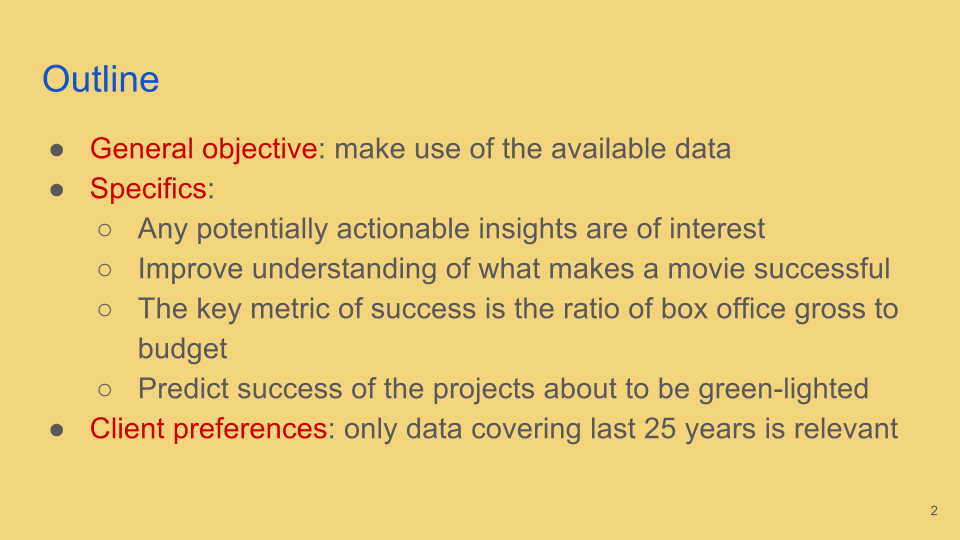 Outline
● General objective: make use of the available data
● Specifics:
○ Any potentially actionable insights are of interest
○ Improve understanding of what makes a movie successful
○ The key metric of success is the ratio of box office gross to
budget
○ Predict success of the projects about to be green-lighted
● Client preferences: only data covering last 25 years is relevant
2